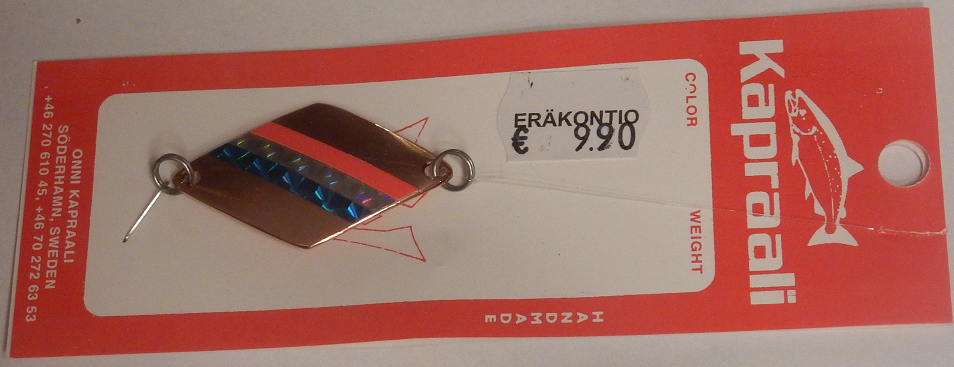 Kapraali
COLOR
WEIGHT
ERÄKONTIO
€ 9.90
HANDMADE
ONNI KAPRAALI
SÖDERHAMN, SWEDEN
+46 270 610 45, +46 70 272 63 53